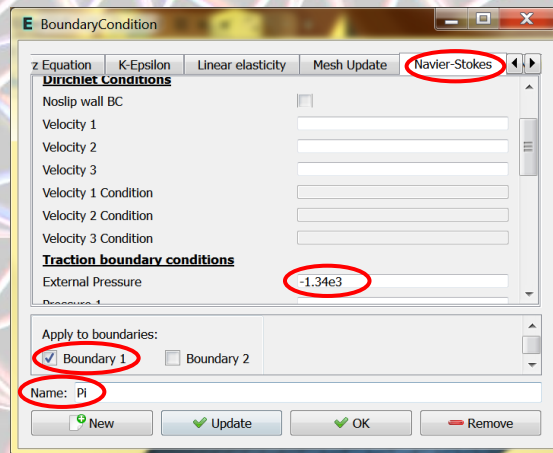 E BoundaryCondition
z Equation K-Epsilon Linear elasticity Mesh Update Navier-Stokes
Dirichlet Conditions
Noslip wall BC
Velocity 1
Velocity 2
Velocity 3
Velocity 1 Condition
Velocity 2 Condition
Velocity 3 Condition
Traction boundary conditions
External Pressure -1.34e3
Pressure 1
Apply to boundaries:
Boundary 1 Boundary 2
Name: Pi
New Update OK Remove